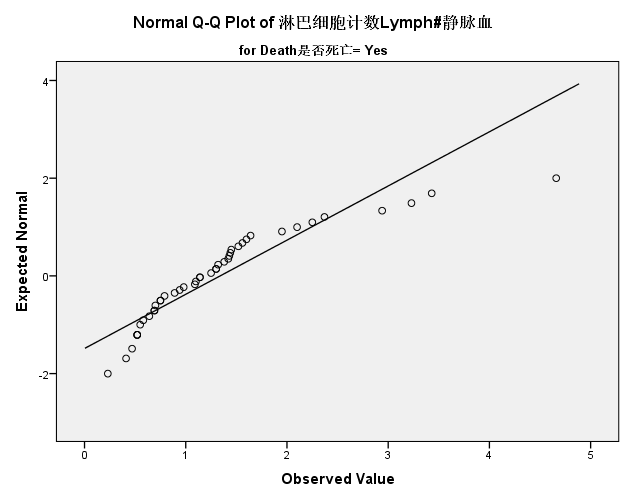 Normal Q-Q Plot of 淋巴细胞计数Lymph#静脉血
for Death是否死亡= Yes
Expected Normal
4
2
0
-2
0 1 2 3 4 5
Observed Value